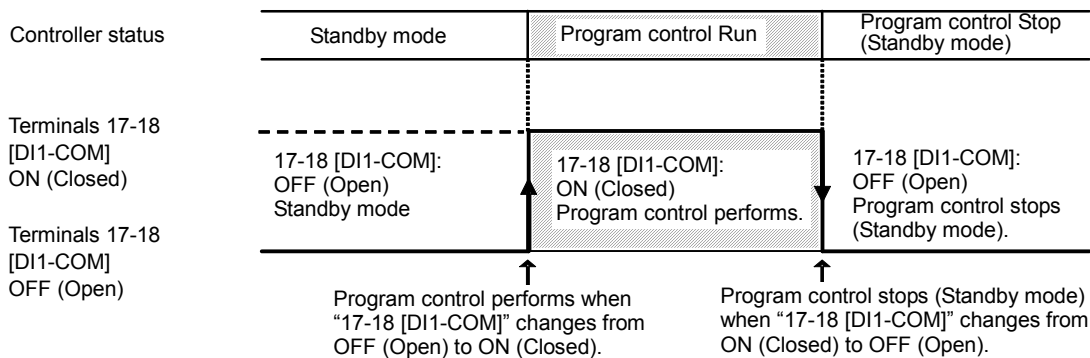 Controller status
Standby mode
Program control Run
Program control Stop
(Standby mode)
Terminals 17-18
[DI1-COM]
ON (Closed)
17-18 [DI1-COM]:
OFF (Open)
Standby mode
17-18 [DI1-COM]:
ON (Closed)
Program control performs.
17-18 [DI1-COM]:
OFF (Open)
Program control stops
(Standby mode).
Terminals 17-18
[DI1-COM]
OFF (Open)
Program control performs when
“17-18 [DI1-COM]” changes from
OFF (Open) to ON (Closed).
Program control stops (Standby mode)
when “17-18 [DI1-COM]” changes from
ON (Closed) to OFF (Open).